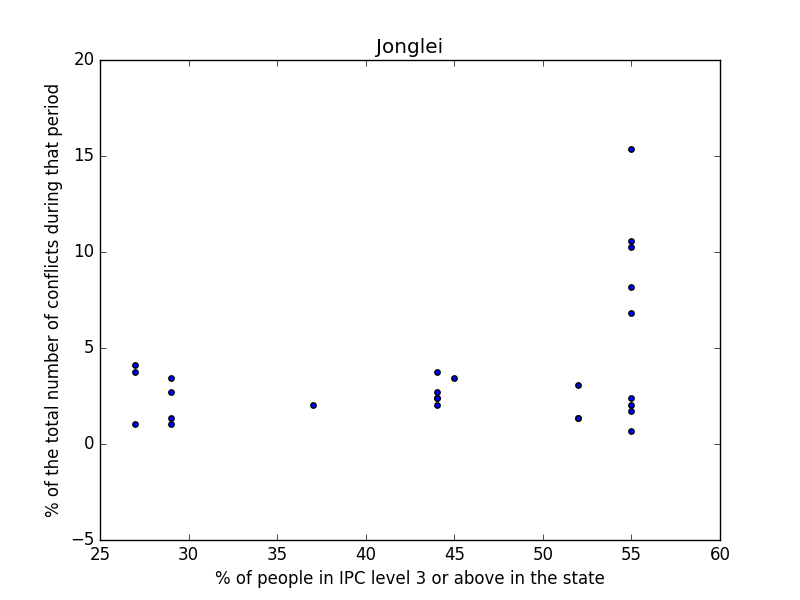 Jonglei
20
15
10
5
0
−5
% of the total number of conflicts during that period
25 30 35 40 45 50 55 60
% of people in IPC level 3 or above in the state